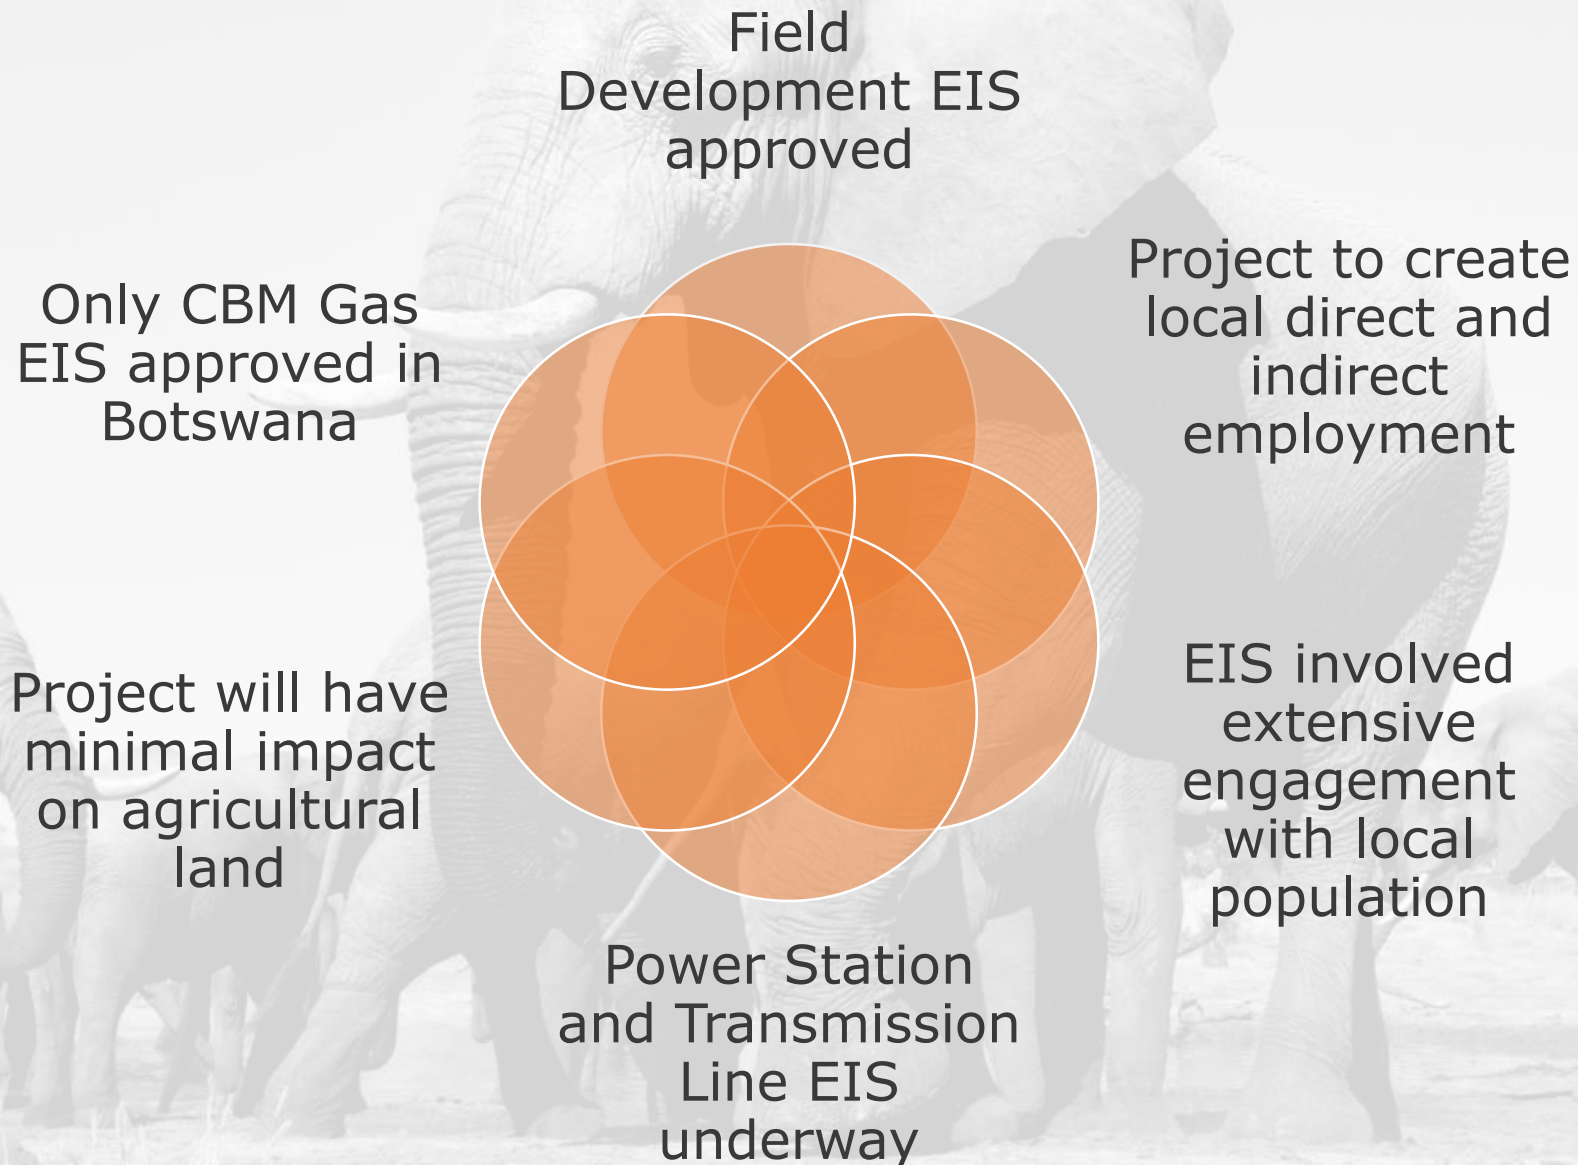 Field
Development EIS
approved
Project to create
local direct and
indirect
employment
EIS involved
extensive
engagement
with local
population
Power Station
and Transmission
Line EIS
underway
Project will have
minimal impact
on agricultural
land
Only CBM Gas
EIS approved in
Botswana